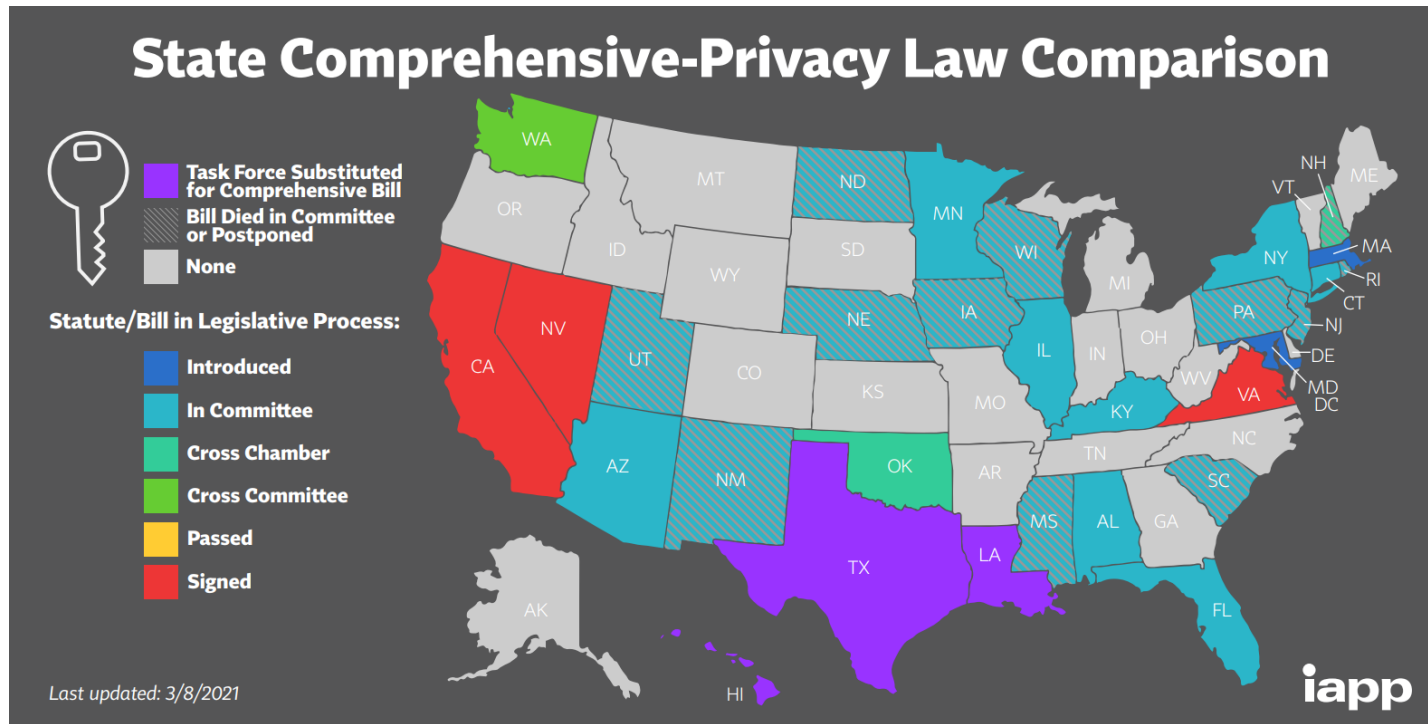 State Comprehensive-Privacy Law Comparison
Task Force Substituted
for Comprehensive Bill
Bill Died in Committee
or Postponed
None
Statute/Bill in Legislative Process:
Introduced
In Committee
Cross Chamber
Cross Committee
Passed
Signed
Last updated: 3/8/2021
WA
OR
CA
NV
ID
MT
WY
UT
AZ
CO
NM
ND
SD
NE
KS
OK
TX
MN
IA
MO
AR
LA
WI
IL
MI
IN
OH
KY
TN
MS
AL
GA
FL
SC
NC
VA
WV
PA
NY
VT
NH
ME
MA
RI
CT
NJ
DE
MD
DC
AK
HI
iapp